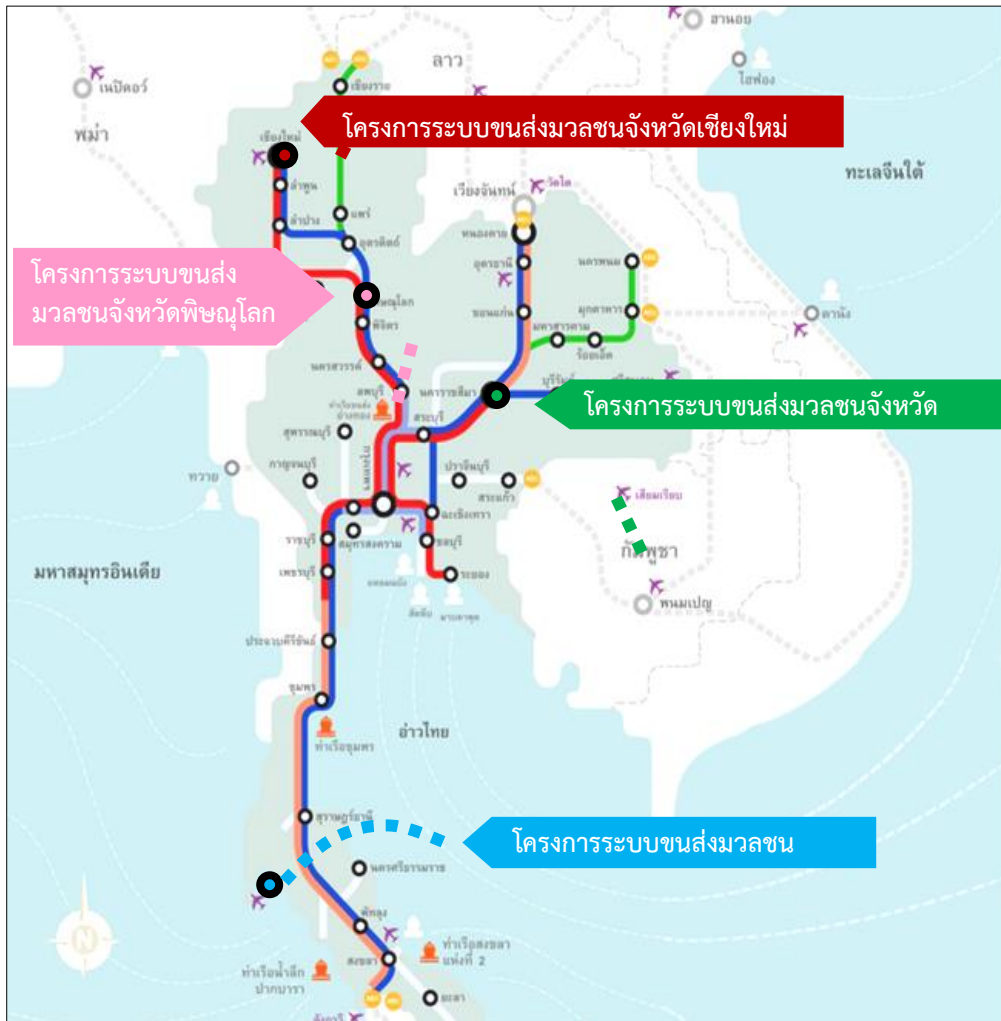 ฮานอย
ลาว
ไฮฟอง
เนปิดอว์
เชียงราย
พม่า
เชียงใหม่
โครงการระบบขนส่งมวลชนจังหวัดเชียงใหม่
ทะเลจีนใต้
ลำพูน
เวียงจันทน์
วัตไต
แพร่
ลำปาง
หนองคาย
อุตรดิตถ์
โครงการระบบขนส่ง
มวลชนจังหวัดพิษณุโลก
อุดรธานี
นครพนม
ษณุโลก
ขอนแก่น
มุกดาหาร
ดานัง
พิจิตร
มหาสารคาม
ร้อยเอ็ด
นครสวรรค์
ลพบุรี
นครราชสีมา
บุรีรัมย์
โครงการระบบขนส่งมวลชนจังหวัด
สุพรรณบุรี
สระบุรี
กาญจนบุรี
กรุงเทพฯ
ปราจีนบุรี
ทวาย
สระแก้ว
เสียมเรียบ
ฉะเชิงเทรา
ราชบุรี
สมุทรสงคราม
ชลบุรี
กัมพูชา
มหาสมุทรอินเดีย
เพชรบุรี
ระยอง
แหลมฉบัง
สัตหีบ
มาบตาพุด
พนมเปญ
ประจวบคีรีขันธ์
ชุมพร
อ่าวไทย
ท่าเรือชุมพร
สุราษฎร์ธานี
โครงการระบบขนส่งมวลชน
นครศรีธรรมราช
พัทลุง
N
สงขลา
ท่าเรือสงขลา
แห่งที่ 2
ท่าเรือน้ำลึก
ปากบารา
ยะลา